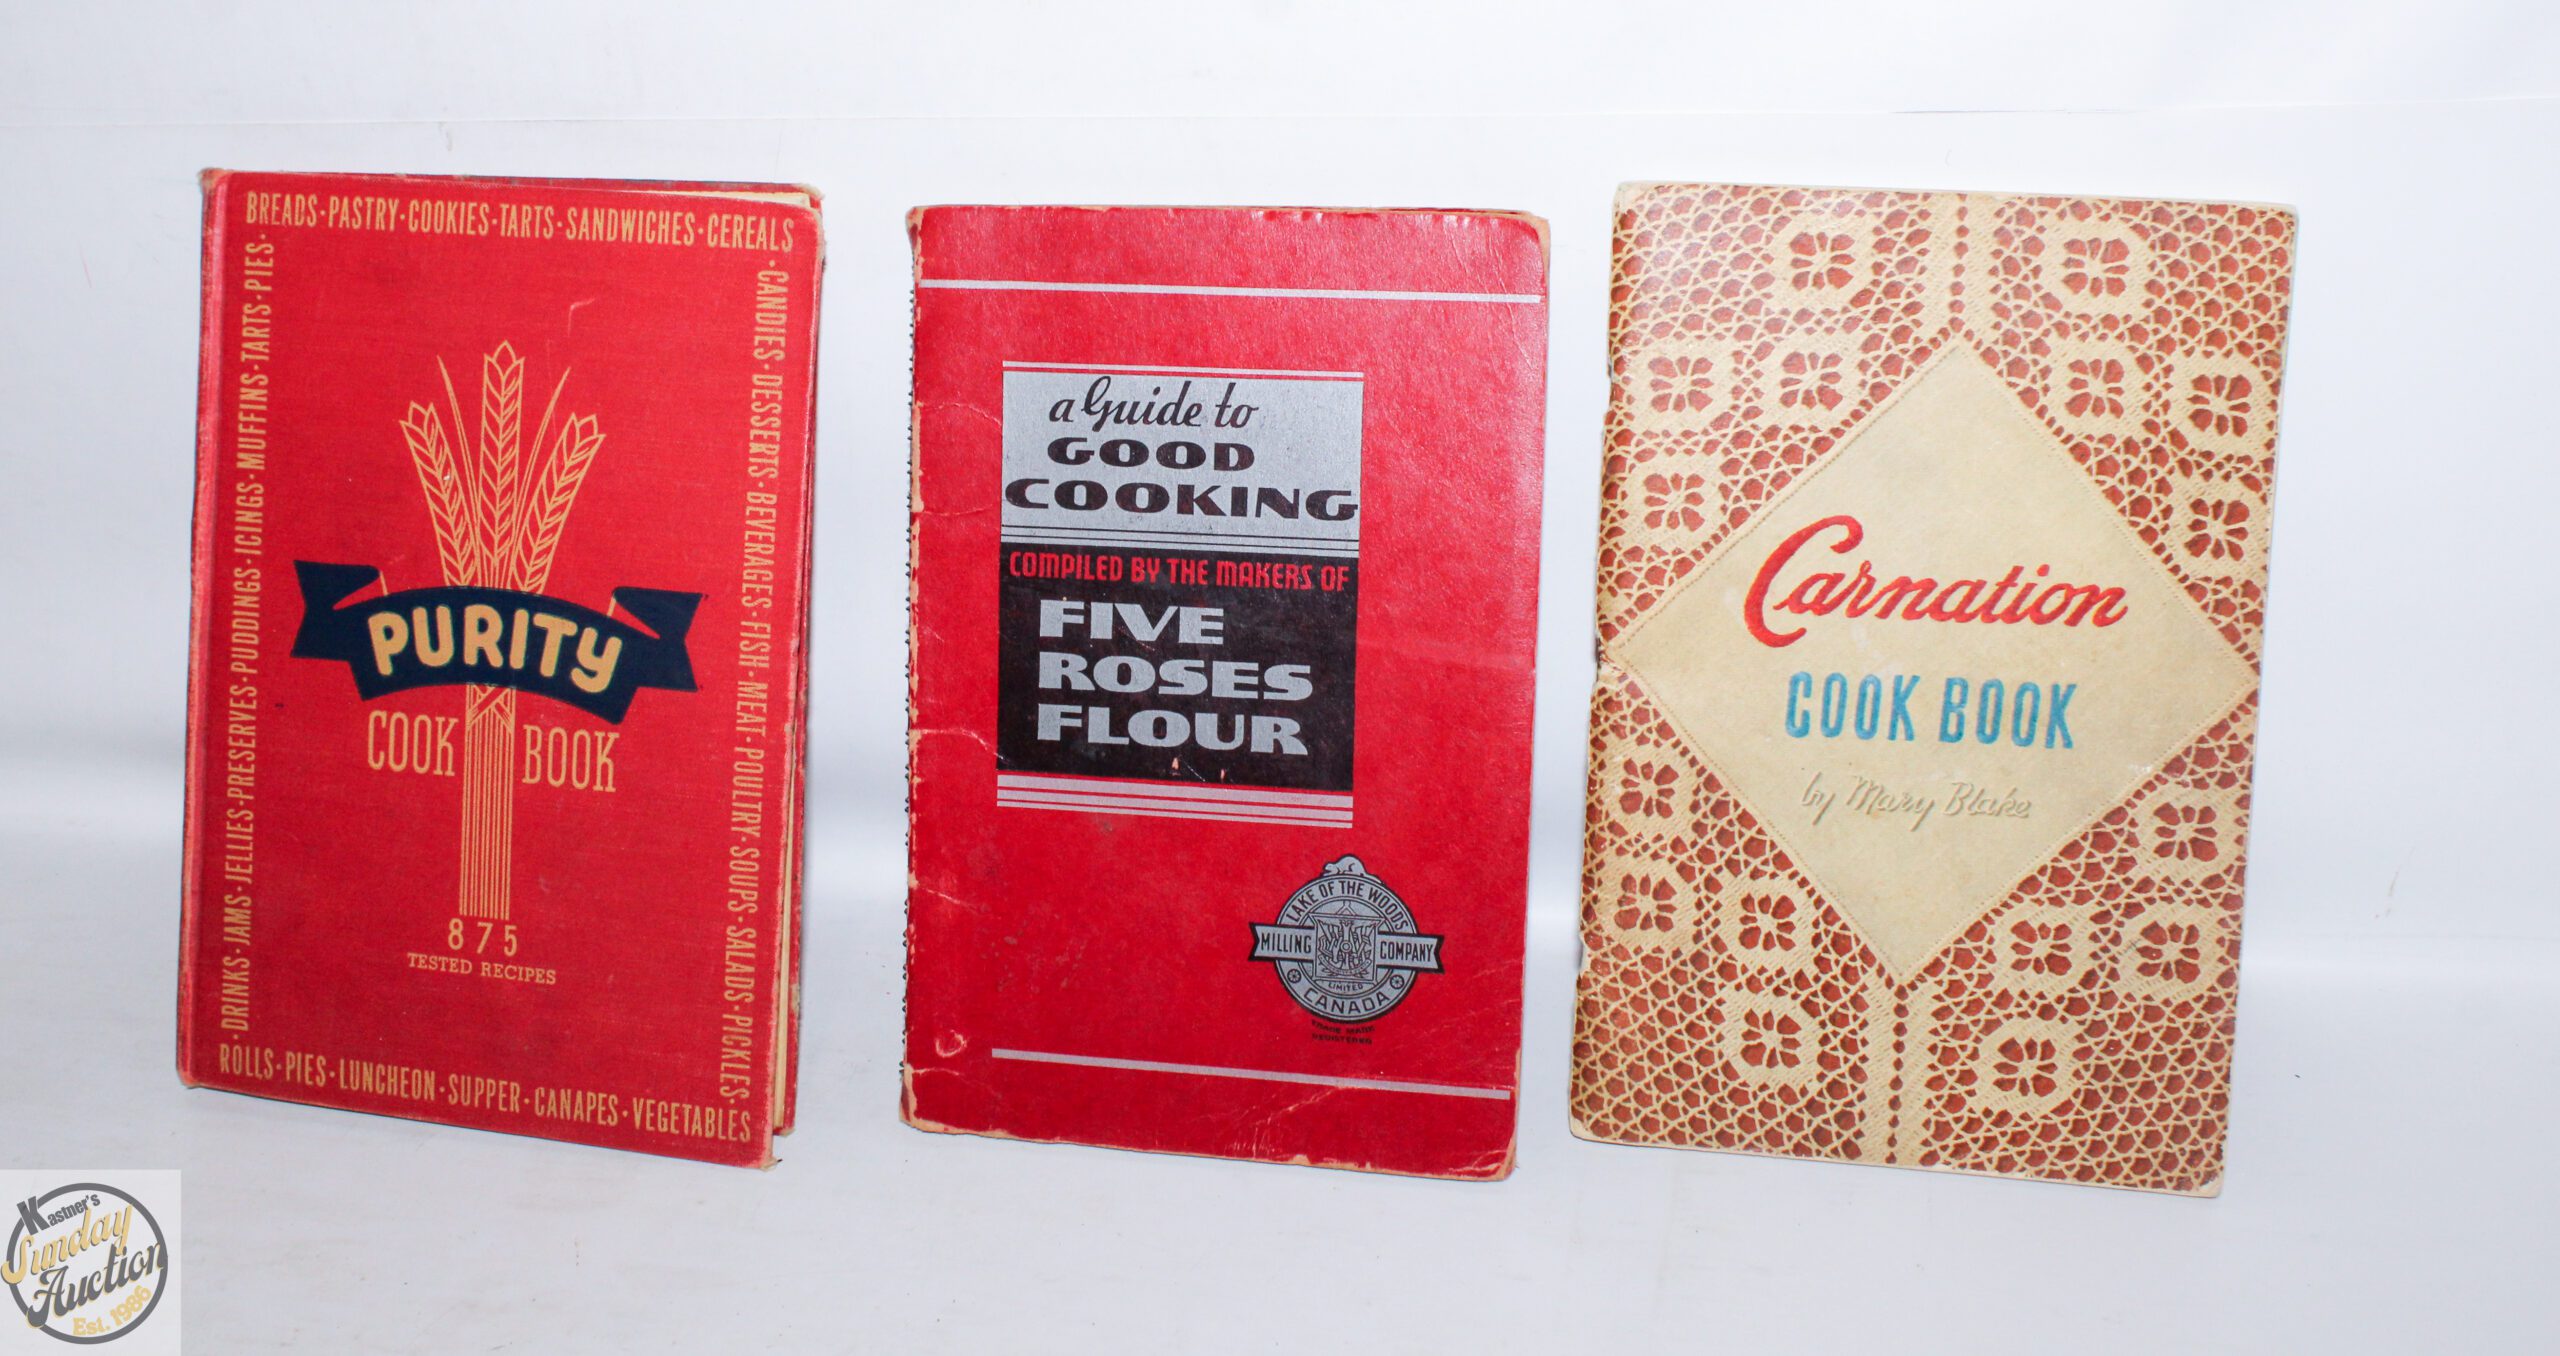 BREADS·PASTRY·COOKIES·TARTS·SANDWICHES·CEREALS
·CANDIES·DESSERTS·BEVERAGES·FISH·MEAT·POULTRY·SOUPS·SALADS·PICKLES·
·DRINKS·JAMS·JELLIES·PRESERVES·PUDDINGS·ICINGS·MUFFINS·TARTS·PIES·
PURITY
COOK BOOK
875
TESTED RECIPES
ROLLS·PIES·LUNCHEON·SUPPER·CANAPES·VEGETABLES
a Guide to
GOOD
COOKING
COMPILED BY THE MAKERS OF
FIVE
ROSES
FLOUR
LAKE OF THE WOODS
MILLING COMPANY
LIMITED
CANADA
TRADE MARK
REGISTERED
Carnation
COOK BOOK
by Mary Blake
Kastner's
Sunday
Auction
Est. 1986